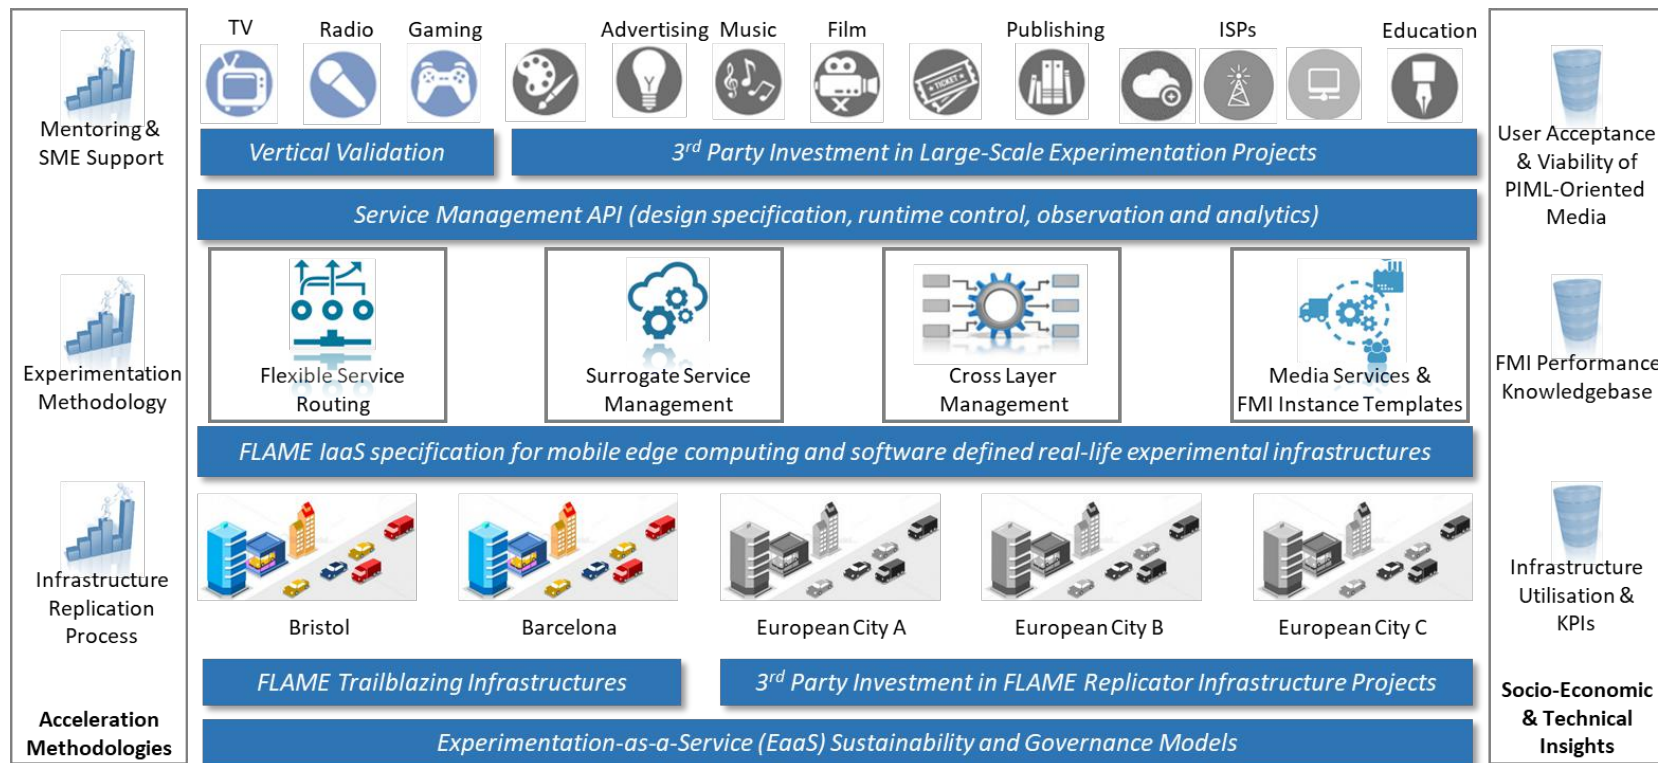 TV
Radio
Gaming
Advertising
Music
Film
Publishing
ISPs
Education
TICKET
Mentoring &
SME Support
Vertical Validation
3rd Party Investment in Large-Scale Experimentation Projects
User Acceptance
& Viability of
PIML-Oriented
Media
Service Management API (design specification, runtime control, observation and analytics)
Experimentation
Methodology
Flexible Service
Routing
Surrogate Service
Management
Cross Layer
Management
Media Services &
FMI Instance Templates
FMI Performance
Knowledgebase
FLAME IaaS specification for mobile edge computing and software defined real-life experimental infrastructures
Infrastructure
Replication
Process
Bristol
Barcelona
European City A
European City B
European City C
Infrastructure
Utilisation &
KPIs
FLAME Trailblazing Infrastructures
3rd Party Investment in FLAME Replicator Infrastructure Projects
Acceleration
Methodologies
Experimentation-as-a-Service (EaaS) Sustainability and Governance Models
Socio-Economic
& Technical
Insights